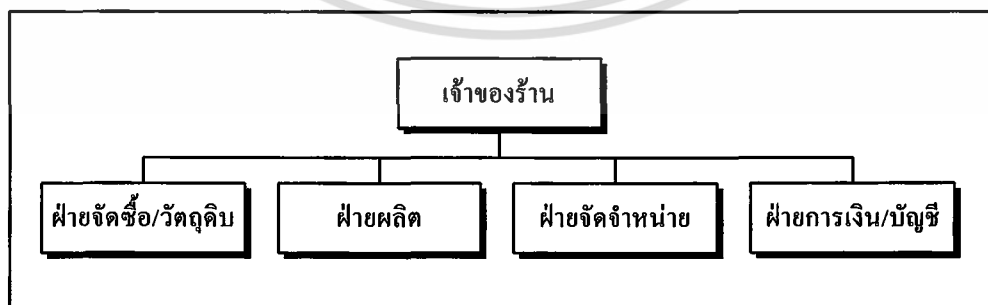 เจ้าของร้าน
ฝ่ายจัดซื้อ/วัตถุดิบ
ฝ่ายผลิต
ฝ่ายจัดจำหน่าย
ฝ่ายการเงิน/บัญชี